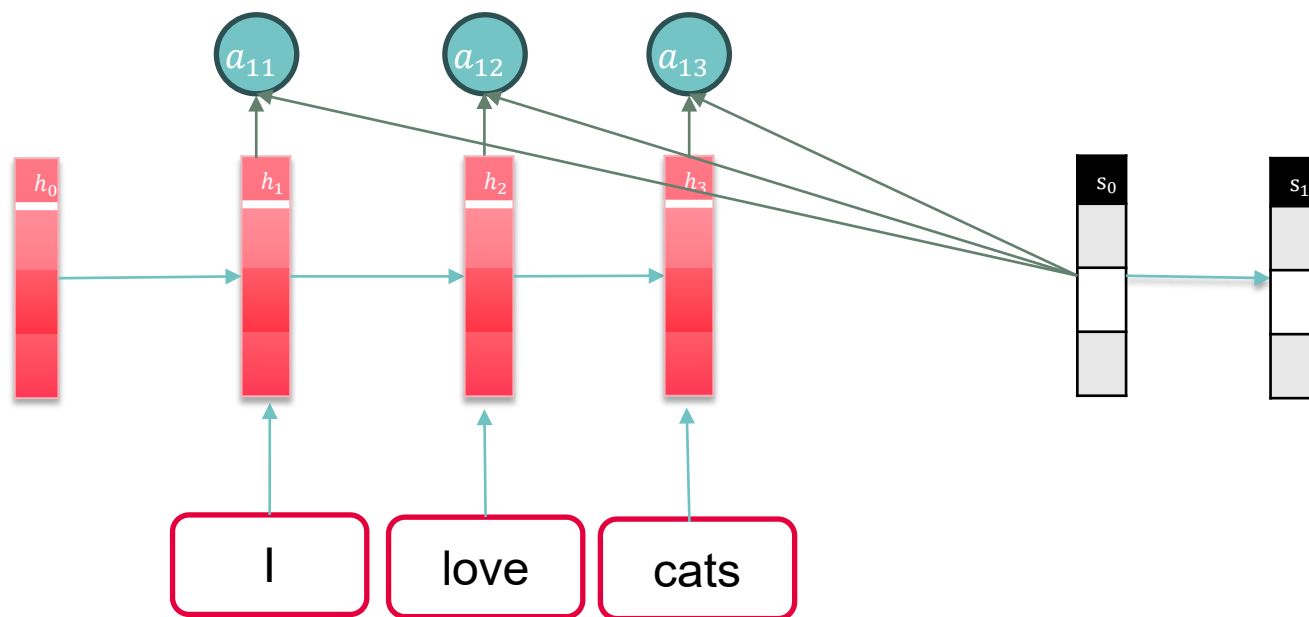 a₁₁ a₁₂ a₁₃
h₀ h₁ h₂ h₃ s₀ s₁
I love cats